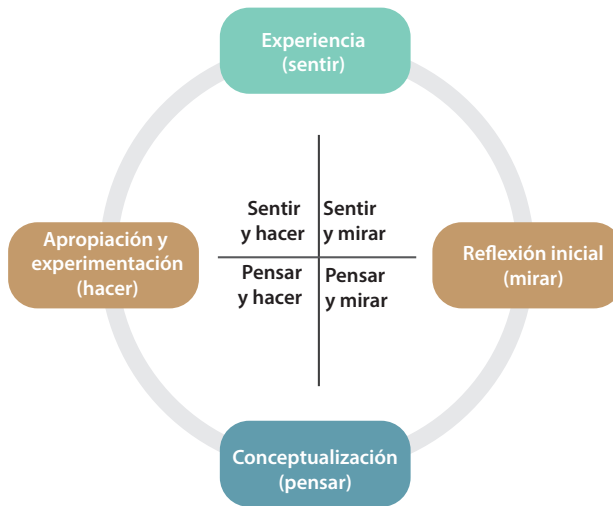 Experiencia
(sentir)
Sentir
y hacer
Sentir
y mirar
Apropiación y
experimentación
(hacer)
Reflexión inicial
(mirar)
Pensar
y hacer
Pensar
y mirar
Conceptualización
(pensar)